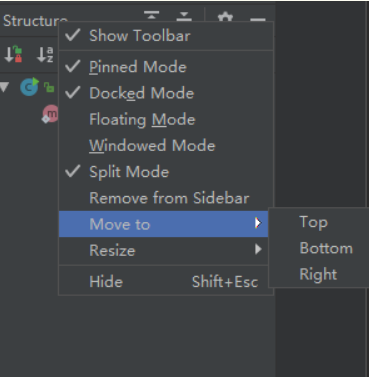 Structure
Show Toolbar
Pinned Mode
Docked Mode
Floating Mode
Windowed Mode
Split Mode
Remove from Sidebar
Move to
Top
Bottom
Right
Resize
Hide Shift+Esc